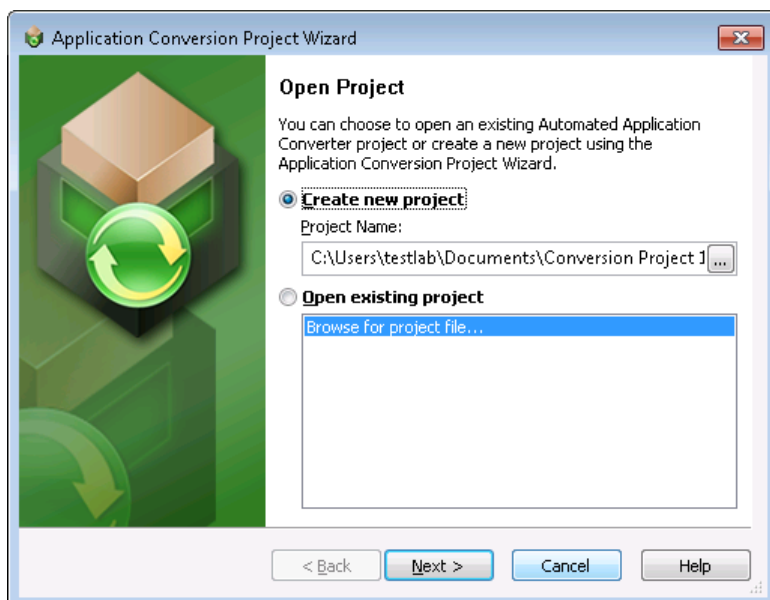 Application Conversion Project Wizard
Open Project
You can choose to open an existing Automated Application
Converter project or create a new project using the
Application Conversion Project Wizard.
Create new project
Project Name:
C:\Users\testlab\Documents\Conversion Project 1
...
Open existing project
Browse for project file...
< Back Next > Cancel Help